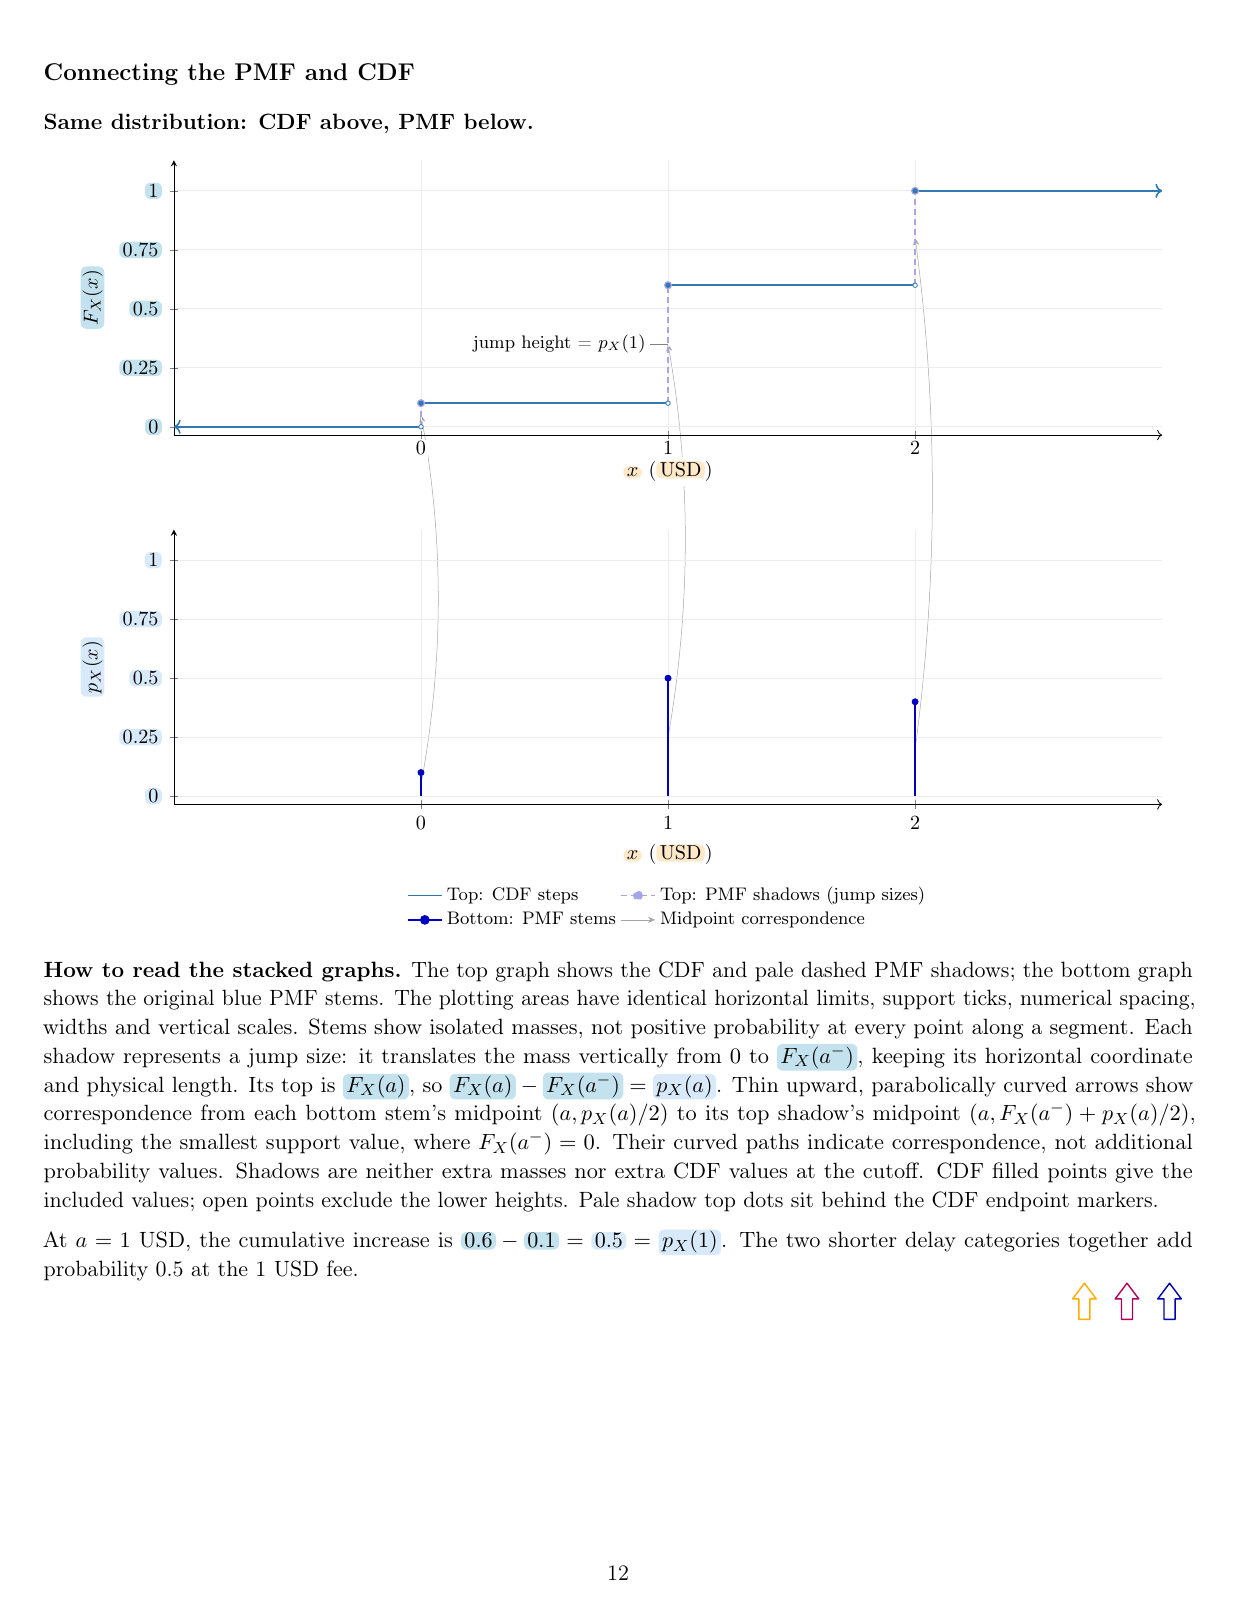 Connecting the PMF and CDF
Same distribution: CDF above, PMF below.
1
0.75
0.5
0.25
0
F_X(x)
jump height = p_X(1)
0 1 2
x (USD)
1
0.75
0.5
0.25
0
p_X(x)
0 1 2
x (USD)
Top: CDF steps Top: PMF shadows (jump sizes)
Bottom: PMF stems Midpoint correspondence
How to read the stacked graphs. The top graph shows the CDF and pale dashed PMF shadows; the bottom graph
shows the original blue PMF stems. The plotting areas have identical horizontal limits, support ticks, numerical spacing,
widths and vertical scales. Stems show isolated masses, not positive probability at every point along a segment. Each
shadow represents a jump size: it translates the mass vertically from 0 to F_X(a⁻), keeping its horizontal coordinate
and physical length. Its top is F_X(a), so F_X(a) − F_X(a⁻) = p_X(a). Thin upward, parabolically curved arrows show
correspondence from each bottom stem's midpoint (a, p_X(a)/2) to its top shadow's midpoint (a, F_X(a⁻) + p_X(a)/2),
including the smallest support value, where F_X(a⁻) = 0. Their curved paths indicate correspondence, not additional
probability values. Shadows are neither extra masses nor extra CDF values at the cutoff. CDF filled points give the
included values; open points exclude the lower heights. Pale shadow top dots sit behind the CDF endpoint markers.
At a = 1 USD, the cumulative increase is 0.6 − 0.1 = 0.5 = p_X(1). The two shorter delay categories together add
probability 0.5 at the 1 USD fee.
12